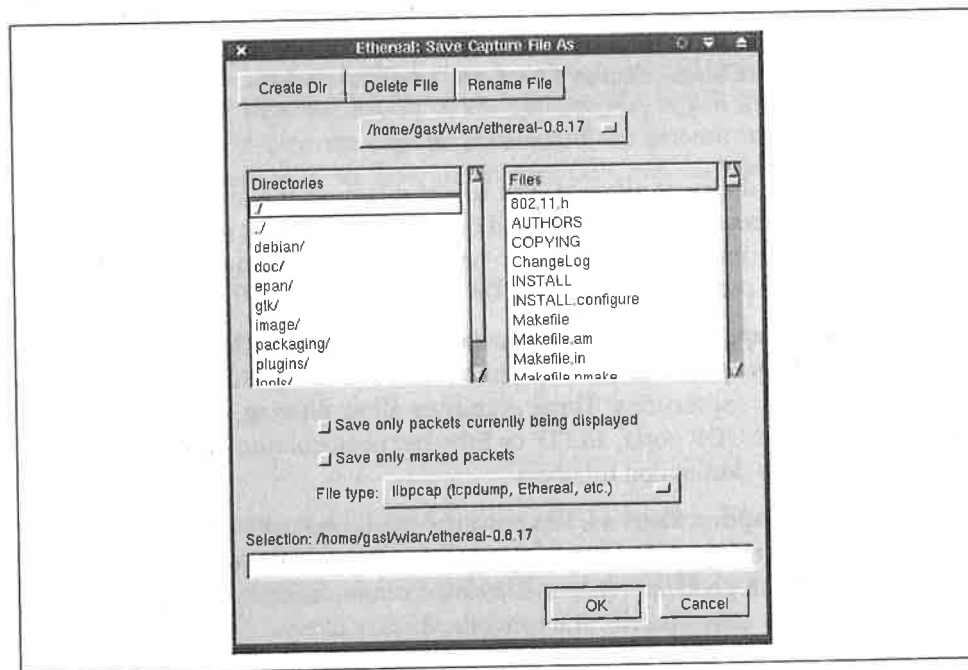 Ethereal: Save Capture File As
Create Dir Delete File Rename File
/home/gast/wlan/ethereal-0.8.17
Directories
./
../
debian/
doc/
epan/
gtk/
image/
packaging/
plugins/
tools/
Files
802.11.h
AUTHORS
COPYING
ChangeLog
INSTALL
INSTALL.configure
Makefile
Makefile.am
Makefile.in
Makefile.nmake
Save only packets currently being displayed
Save only marked packets
File type: libpcap (tcpdump, Ethereal, etc.)
Selection: /home/gast/wlan/ethereal-0.8.17
OK Cancel